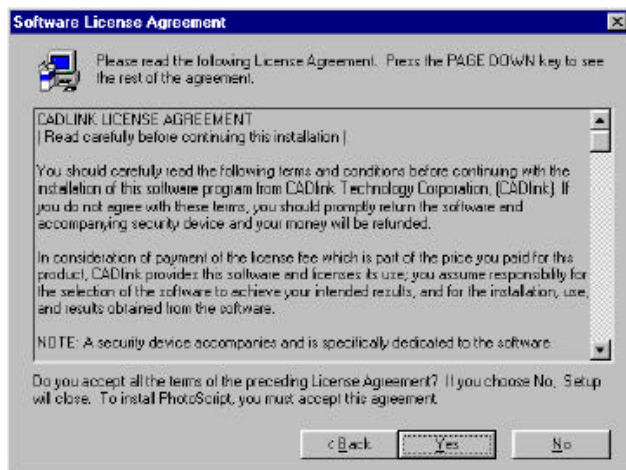 Software License Agreement
Please read the following License Agreement. Press the PAGE DOWN key to see
the rest of the agreement.
CADLINK LICENSE AGREEMENT
| Read carefully before continuing this installation |
You should carefully read the following terms and conditions before continuing with the
installation of this software program from CADlink Technology Corporation, (CADlink). If
you do not agree with these terms, you should promptly return the software and
accompanying security device and your money will be refunded.
In consideration of payment of the license fee which is part of the price you paid for this
product, CADlink provides this software and licenses its use; you assume responsibility for
the selection of the software to achieve your intended results, and for the installation, use,
and results obtained from the software.
NOTE: A security device accompanies and is specifically dedicated to the software
Do you accept all the terms of the preceding License Agreement? If you choose No, Setup
will close. To install PhotoScript, you must accept this agreement.
< Back
Yes
No